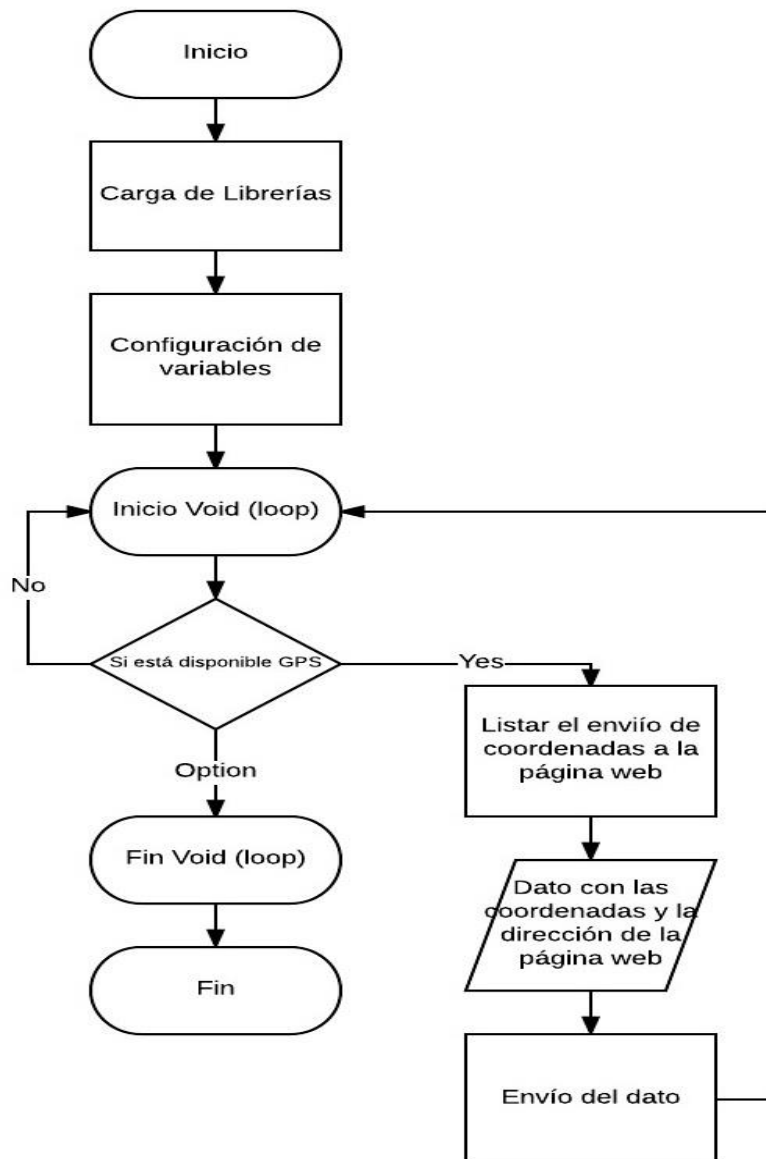 Inicio
Carga de Librerías
Configuración de
variables
Inicio Void (loop)
No
Si está disponible GPS
Yes
Listar el enviío de
coordenadas a la
página web
Option
Fin Void (loop)
Dato con las
coordenadas y la
dirección de la
página web
Fin
Envío del dato